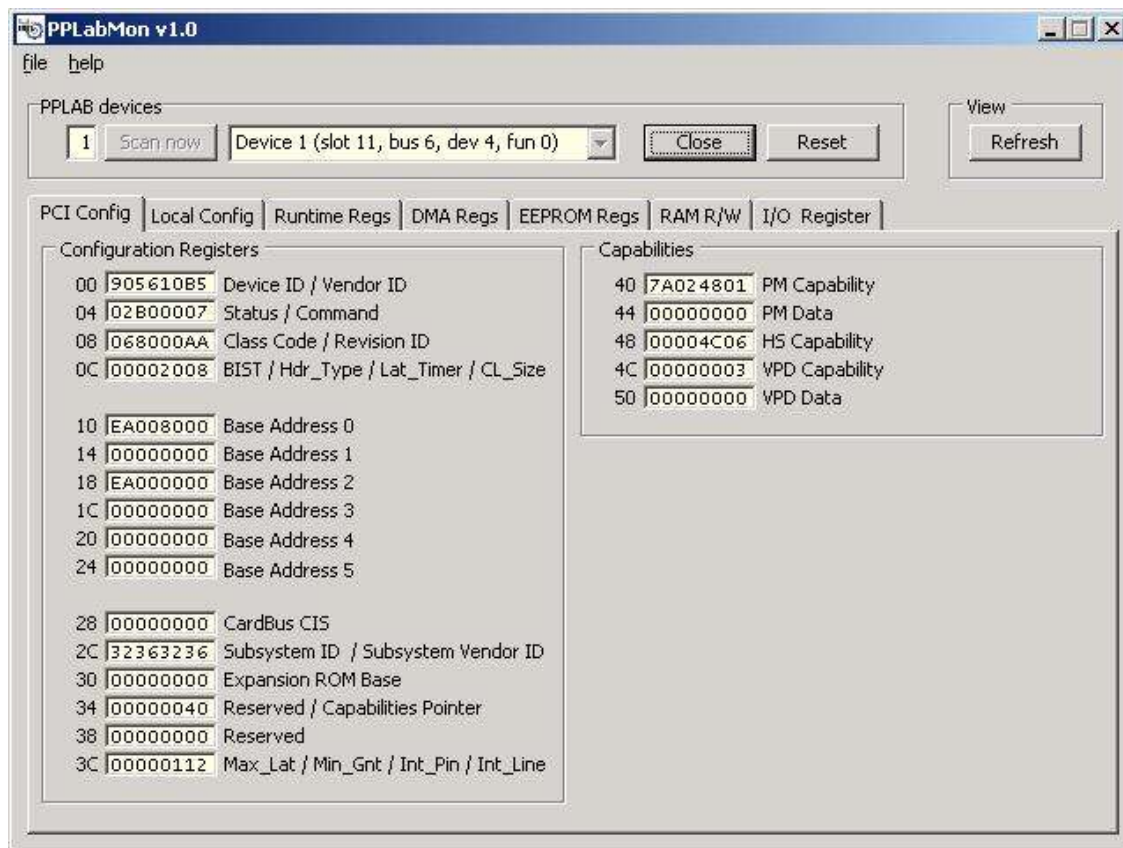 PPLabMon v1.0
file help
PPLAB devices
1 Scan now Device 1 (slot 11, bus 6, dev 4, fun 0) Close Reset
View
Refresh
PCI Config Local Config Runtime Regs DMA Regs EEPROM Regs RAM R/W I/O Register
Configuration Registers
00 905610B5 Device ID / Vendor ID
04 02B00007 Status / Command
08 068000AA Class Code / Revision ID
0C 00002008 BIST / Hdr_Type / Lat_Timer / CL_Size
10 EA008000 Base Address 0
14 00000000 Base Address 1
18 EA000000 Base Address 2
1C 00000000 Base Address 3
20 00000000 Base Address 4
24 00000000 Base Address 5
28 00000000 CardBus CIS
2C 32363236 Subsystem ID / Subsystem Vendor ID
30 00000000 Expansion ROM Base
34 00000040 Reserved / Capabilities Pointer
38 00000000 Reserved
3C 00000112 Max_Lat / Min_Gnt / Int_Pin / Int_Line
Capabilities
40 7A024801 PM Capability
44 00000000 PM Data
48 00004C06 HS Capability
4C 00000003 VPD Capability
50 00000000 VPD Data